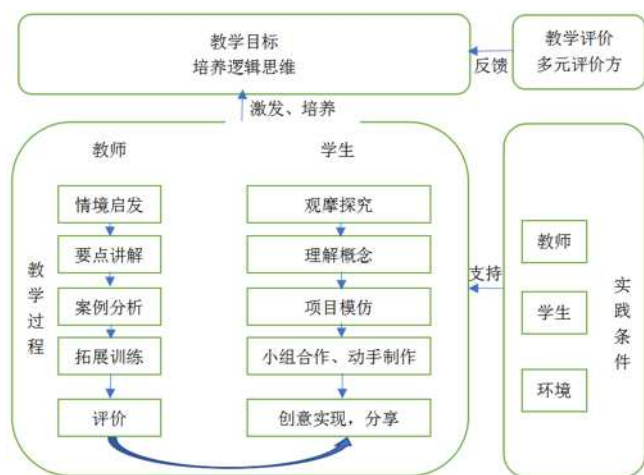 教学目标
培养逻辑思维
反馈
教学评价
多元评价方
激发、培养
教师
学生
情境启发
观摩探究
要点讲解
理解概念
案例分析
项目模仿
拓展训练
小组合作、动手制作
评价
创意实现，分享
教学过程
支持
教师
学生
环境
实践条件